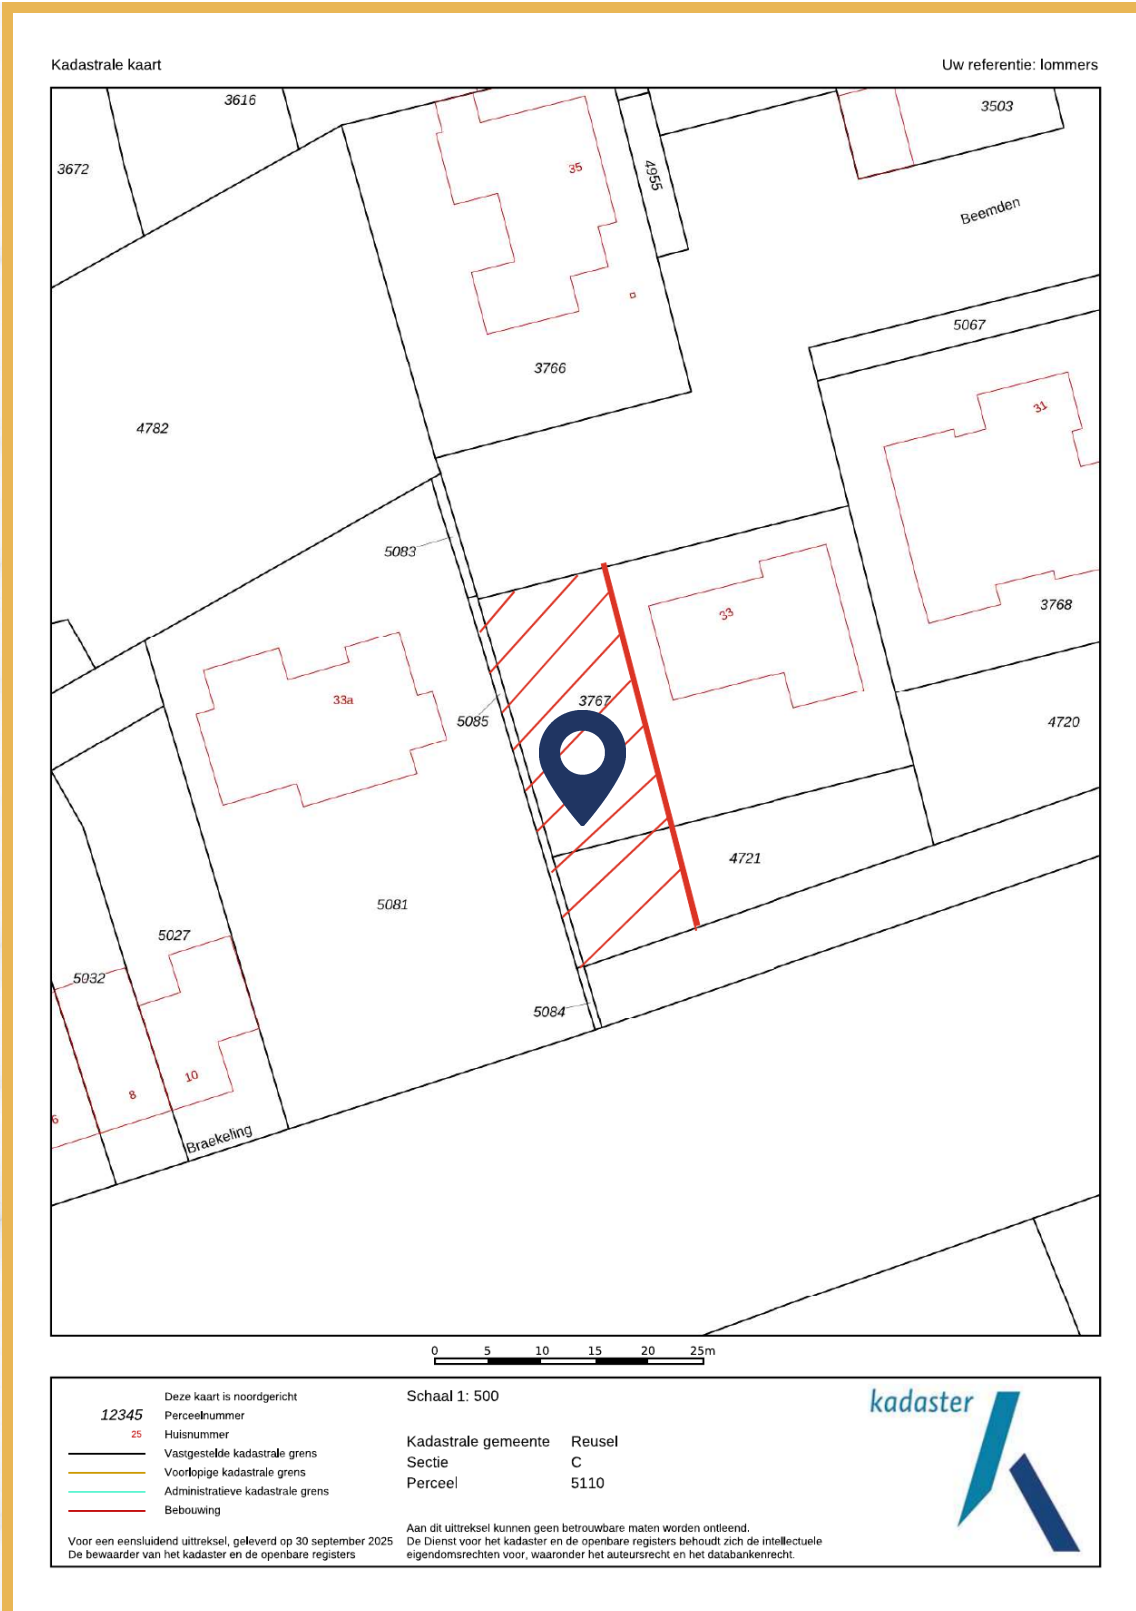 Kadastrale kaart
Uw referentie: lommers
3616
3503
3672
35
4955
Beemden
5067
3766
31
4782
5083
3768
33
33a
3767
5085
4720
4721
5081
5027
5032
5084
10
8
6
Braekeling
0 5 10 15 20 25m
Deze kaart is noordgericht
12345 Perceelnummer
25 Huisnummer
Vastgestelde kadastrale grens
Voorlopige kadastrale grens
Administratieve kadastrale grens
Bebouwing
Voor een eensluidend uittreksel, geleverd op 30 september 2025
De bewaarder van het kadaster en de openbare registers
Schaal 1: 500
Kadastrale gemeente Reusel
Sectie C
Perceel 5110
Aan dit uittreksel kunnen geen betrouwbare maten worden ontleend.
De Dienst voor het kadaster en de openbare registers behoudt zich de intellectuele
eigendomsrechten voor, waaronder het auteursrecht en het databankenrecht.
kadaster